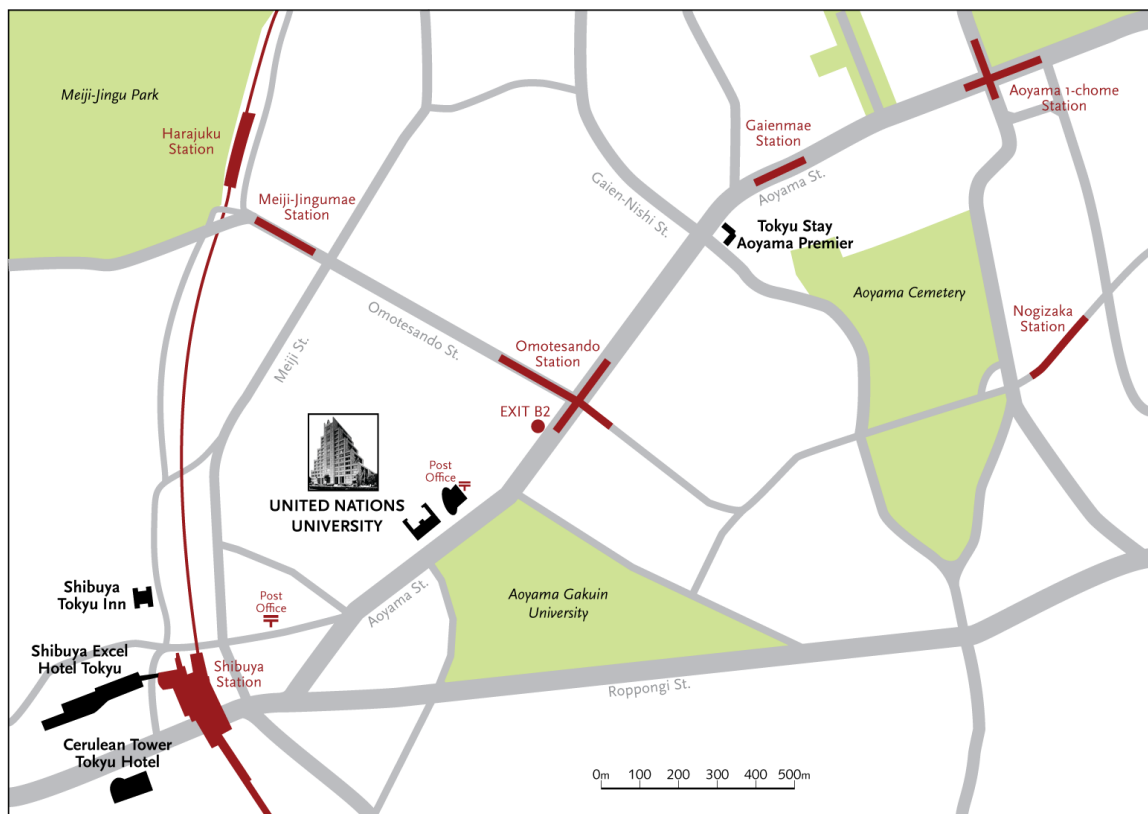 Meiji-Jingu Park
Harajuku
Station
Meiji-Jingumae
Station
Gaienmae
Station
Aoyama 1-chome
Station
Gaien-Nishi St.
Aoyama St.
Tokyu Stay
Aoyama Premier
Aoyama Cemetery
Nogizaka
Station
Omotesando St.
Meiji St.
Omotesando
Station
EXIT B2
Post
Office
〒
UNITED NATIONS
UNIVERSITY
Aoyama St.
Aoyama Gakuin
University
Shibuya
Tokyu Inn
Post
Office
〒
Shibuya Excel
Hotel Tokyu
Shibuya
Station
Roppongi St.
Cerulean Tower
Tokyu Hotel
0m 100 200 300 400 500m